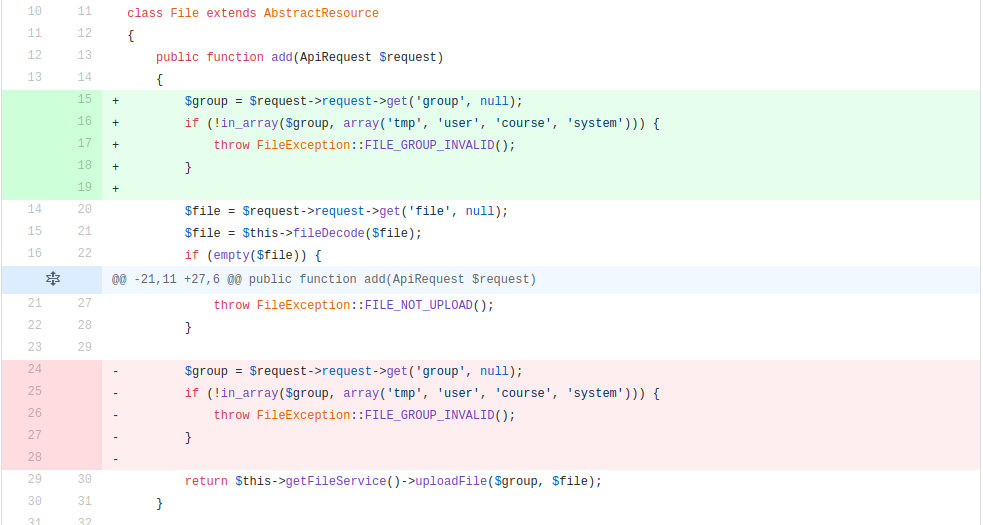 10 11 class File extends AbstractResource
11 12 {
12 13     public function add(ApiRequest $request)
13 14     {
15 +         $group = $request->request->get('group', null);
16 +         if (!in_array($group, array('tmp', 'user', 'course', 'system'))) {
17 +             throw FileException::FILE_GROUP_INVALID();
18 +         }
19 +
14 20         $file = $request->request->get('file', null);
15 21         $file = $this->fileDecode($file);
16 22         if (empty($file)) {
@@ -21,11 +27,6 @@ public function add(ApiRequest $request)
21 27             throw FileException::FILE_NOT_UPLOAD();
22 28         }
23 29
24 -         $group = $request->request->get('group', null);
25 -         if (!in_array($group, array('tmp', 'user', 'course', 'system'))) {
26 -             throw FileException::FILE_GROUP_INVALID();
27 -         }
28 -
29 30         return $this->getFileService()->uploadFile($group, $file);
30 31     }
31 32